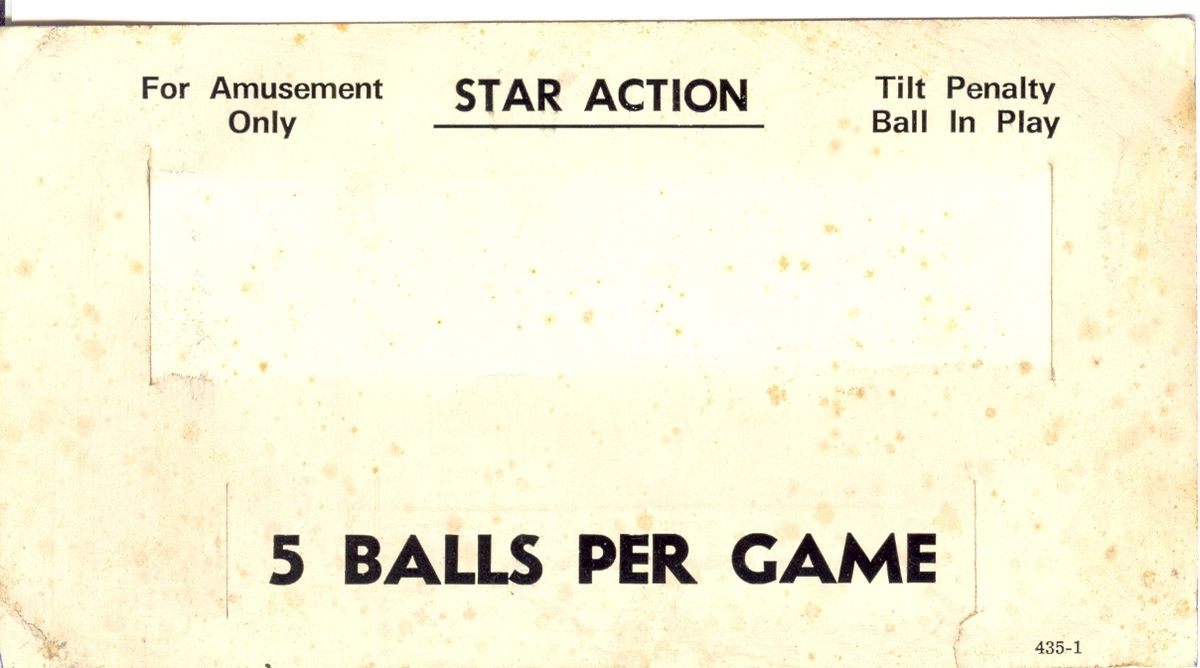 For Amusement
Only
STAR ACTION
Tilt Penalty
Ball In Play
5 BALLS PER GAME
435-1